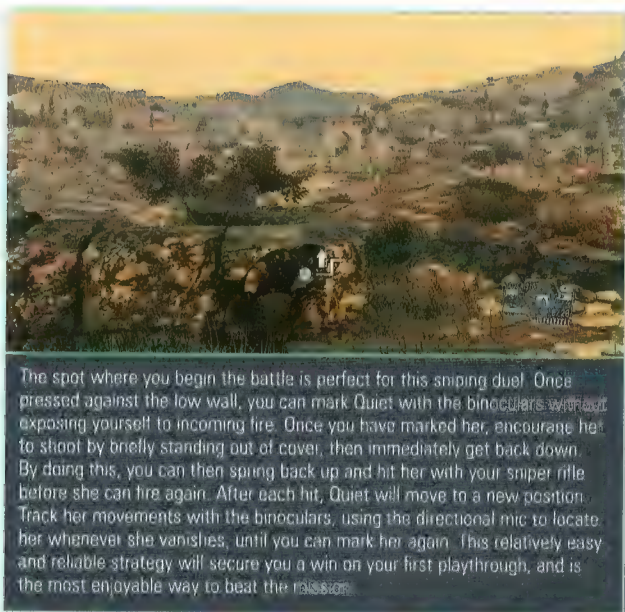 The spot where you begin the battle is perfect for this sniping duel. Once
pressed against the low wall, you can mark Quiet with the binoculars without
exposing yourself to incoming fire. Once you have marked her, encourage her
to shoot by briefly standing out of cover, then immediately get back down.
By doing this, you can then spring back up and hit her with your sniper rifle
before she can fire again. After each hit, Quiet will move to a new position.
Track her movements with the binoculars, using the directional mic to locate
her whenever she vanishes, until you can mark her again. This relatively easy
and reliable strategy will secure you a win on your first playthrough, and is
the most enjoyable way to beat the mission.